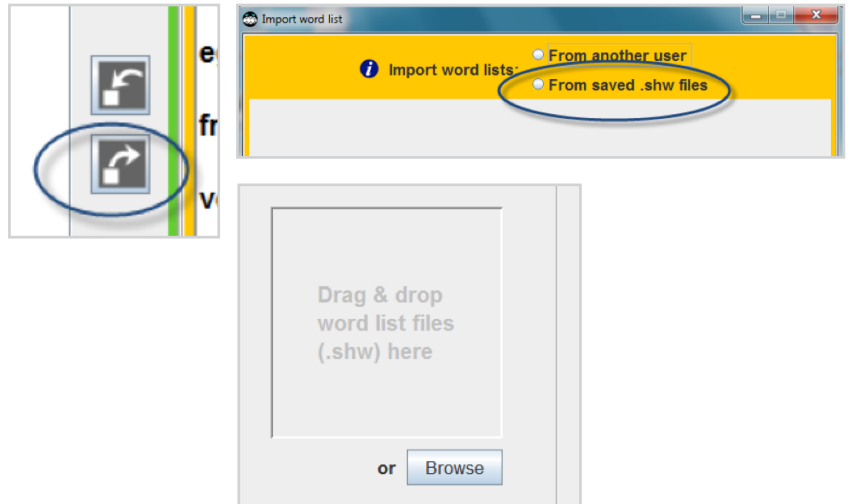 Import word list
Import word lists:
From another user
From saved .shw files
e
fr
v
Drag & drop
word list files
(.shw) here
or Browse